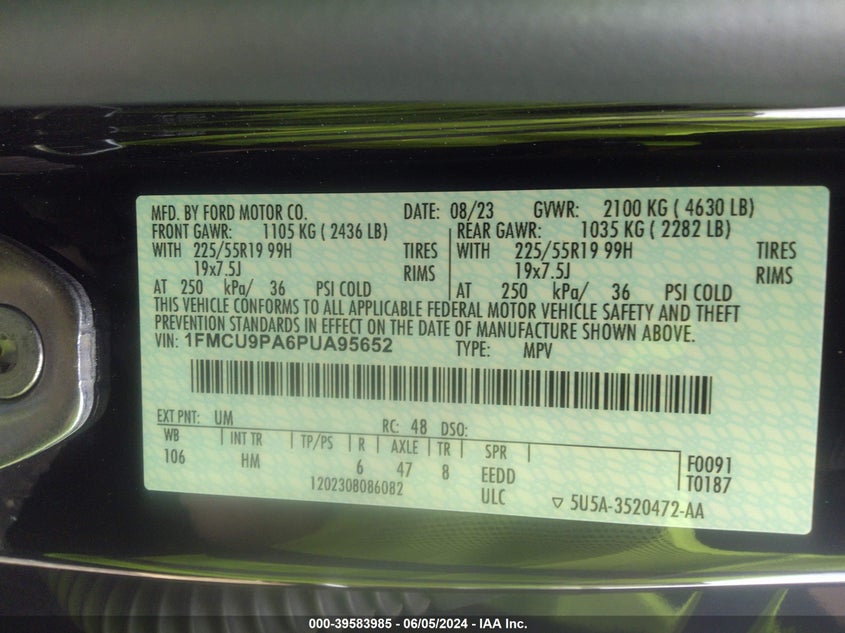 MFD. BY FORD MOTOR CO. DATE: 08/23 GVWR: 2100 KG ( 4630 LB)
FRONT GAWR: 1105 KG ( 2436 LB) REAR GAWR: 1035 KG ( 2282 LB)
WITH 225/55R19 99H TIRES WITH 225/55R19 99H TIRES
19x7.5J RIMS 19x7.5J RIMS
AT 250 kPa/ 36 PSI COLD AT 250 kPa/ 36 PSI COLD
THIS VEHICLE CONFORMS TO ALL APPLICABLE FEDERAL MOTOR VEHICLE SAFETY AND THEFT
PREVENTION STANDARDS IN EFFECT ON THE DATE OF MANUFACTURE SHOWN ABOVE.
VIN: 1FMCU9PA6PUA95652 TYPE: MPV
EXT PNT: UM RC: 48 DSO:
WB INT TR TP/PS R AXLE TR SPR
106 HM 6 47 8 EEDD F0091
1202308086082 ULC T0187
▽ 5U5A-3520472-AA
000-39583985 - 06/05/2024 - IAA Inc.